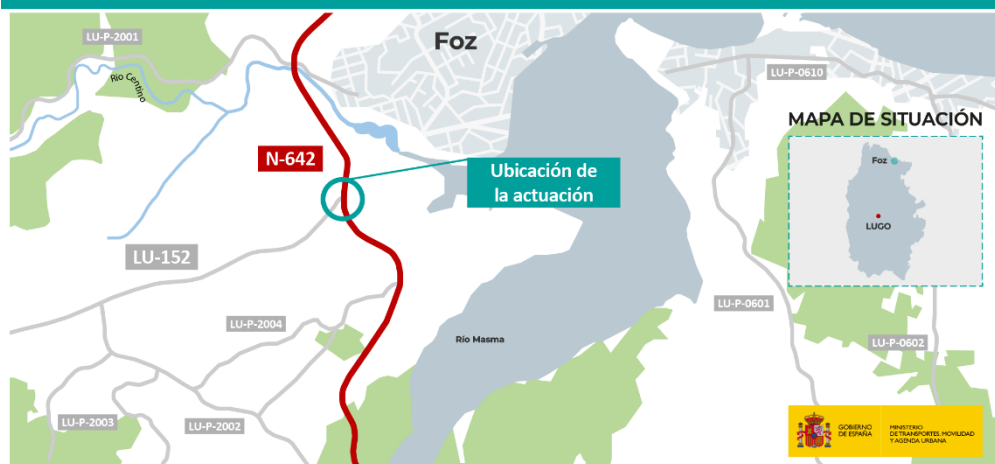 LU-P-2001
Foz
LU-P-0610
Río Centino
MAPA DE SITUACIÓN
N-642
Ubicación de
la actuación
Foz
LUGO
LU-152
LU-P-0601
LU-P-2004
Río Masma
LU-P-0602
LU-P-2003
LU-P-2002
GOBIERNO
DE ESPAÑA
MINISTERIO
DE TRANSPORTES, MOVILIDAD
Y AGENDA URBANA